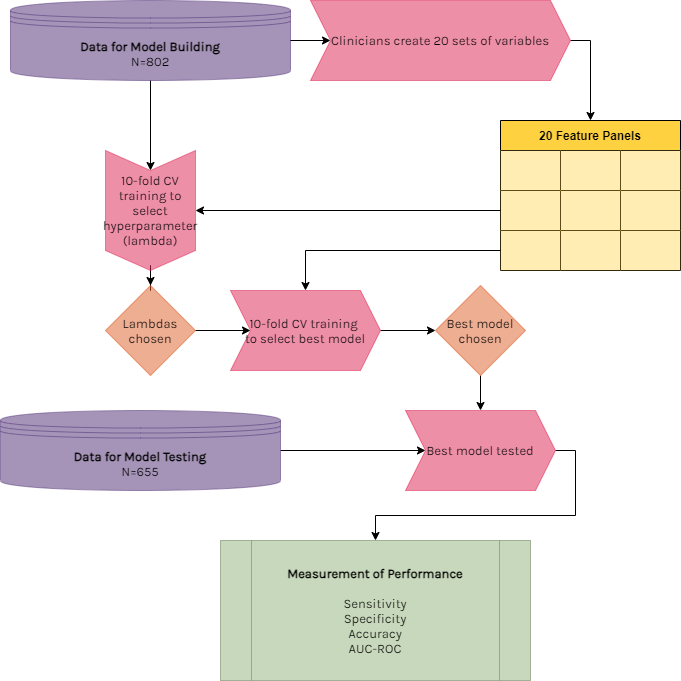 Data for Model Building
N=802
Clinicians create 20 sets of variables
20 Feature Panels
10-fold CV
training to
select
hyperparameter
(lambda)
Lambdas
chosen
10-fold CV training
to select best model
Best model
chosen
Data for Model Testing
N=655
Best model tested
Measurement of Performance
Sensitivity
Specificity
Accuracy
AUC-ROC